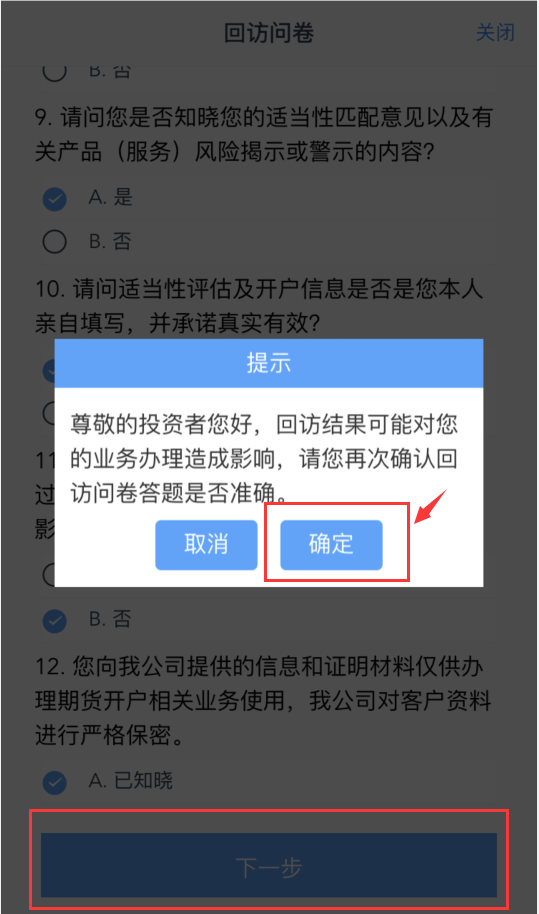 回访问卷
关闭
B. 否
9. 请问您是否知晓您的适当性匹配意见以及有
关产品（服务）风险揭示或警示的内容?
A. 是
B. 否
10. 请问适当性评估及开户信息是否是您本人
亲自填写，并承诺真实有效?
提示
尊敬的投资者您好，回访结果可能对您
的业务办理造成影响，请您再次确认回
访问卷答题是否准确。
11
过
影
取消
确定
B. 否
12. 您向我公司提供的信息和证明材料仅供办
理期货开户相关业务使用，我公司对客户资料
进行严格保密。
A. 已知晓
下一步